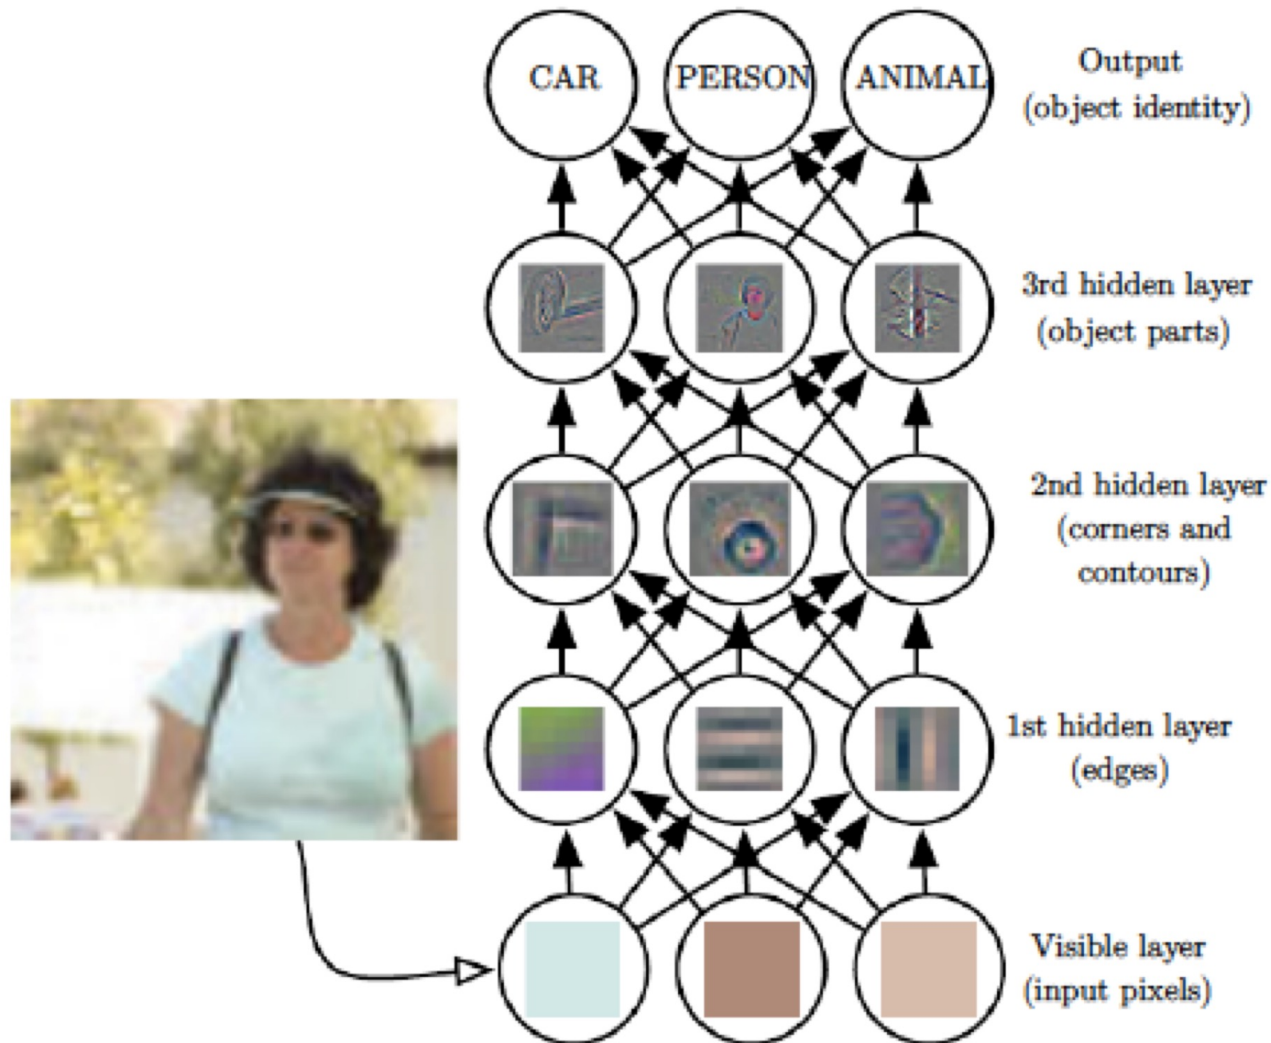 CAR
PERSON
ANIMAL
Output
(object identity)
3rd hidden layer
(object parts)
2nd hidden layer
(corners and
contours)
1st hidden layer
(edges)
Visible layer
(input pixels)